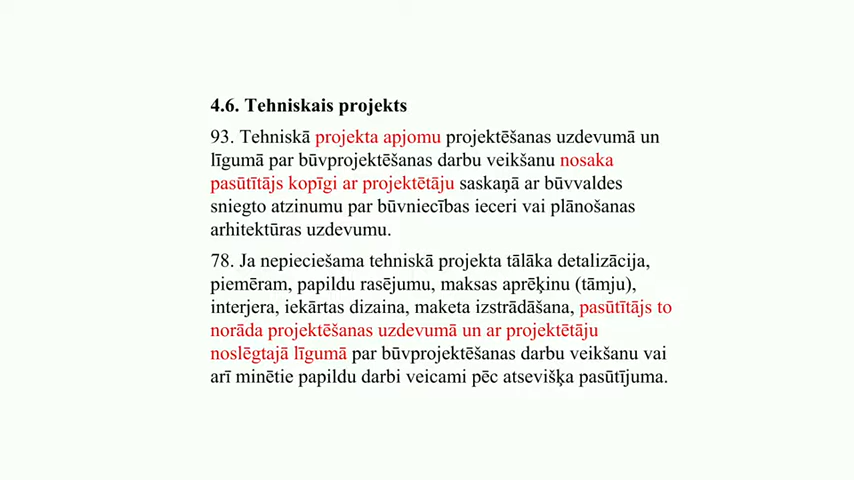 4.6. Tehniskais projekts
93. Tehniskā projekta apjomu projektēšanas uzdevumā un
līgumā par būvprojektēšanas darbu veikšanu nosaka
pasūtītājs kopīgi ar projektētāju saskaņā ar būvvaldes
sniegto atzinumu par būvniecības ieceri vai plānošanas
arhitektūras uzdevumu.
78. Ja nepieciešama tehniskā projekta tālāka detalizācija,
piemēram, papildu rasējumu, maksas aprēķinu (tāmju),
interjera, iekārtas dizaina, maketa izstrādāšana, pasūtītājs to
norāda projektēšanas uzdevumā un ar projektētāju
noslēgtajā līgumā par būvprojektēšanas darbu veikšanu vai
arī minētie papildu darbi veicami pēc atsevišķa pasūtījuma.